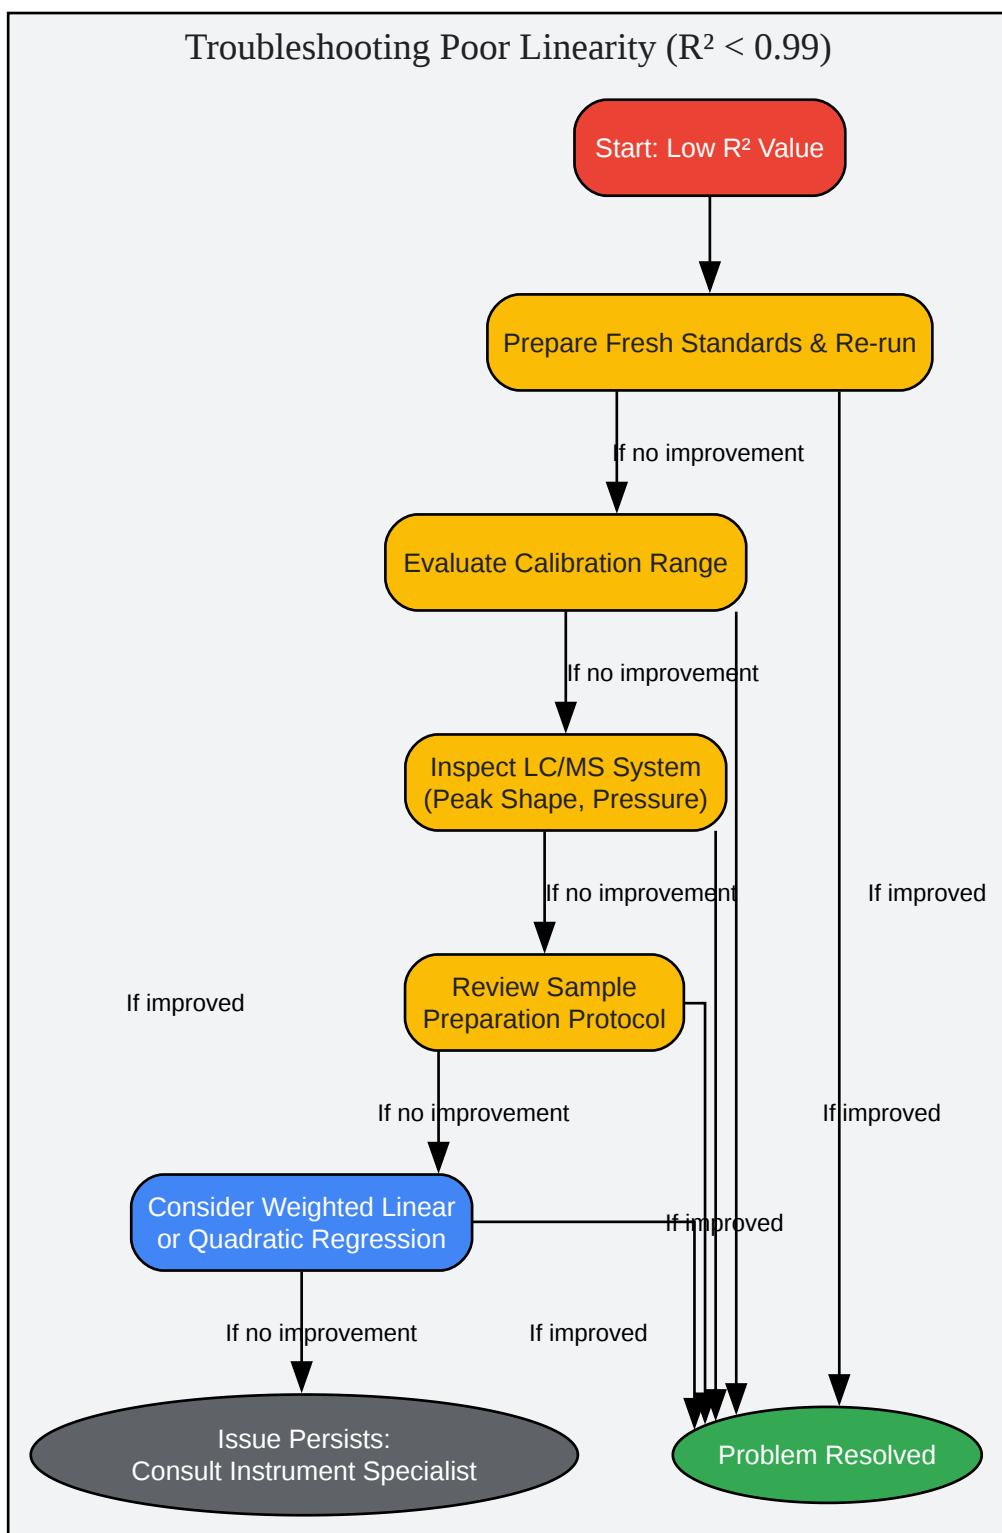 Troubleshooting Poor Linearity (R² < 0.99)
Start: Low R² Value
Prepare Fresh Standards & Re-run
If no improvement
Evaluate Calibration Range
If no improvement
Inspect LC/MS System
(Peak Shape, Pressure)
If no improvement
If improved
Review Sample
Preparation Protocol
If improved
If no improvement
If improved
Consider Weighted Linear
or Quadratic Regression
If improved
If no improvement
If improved
Issue Persists:
Consult Instrument Specialist
Problem Resolved